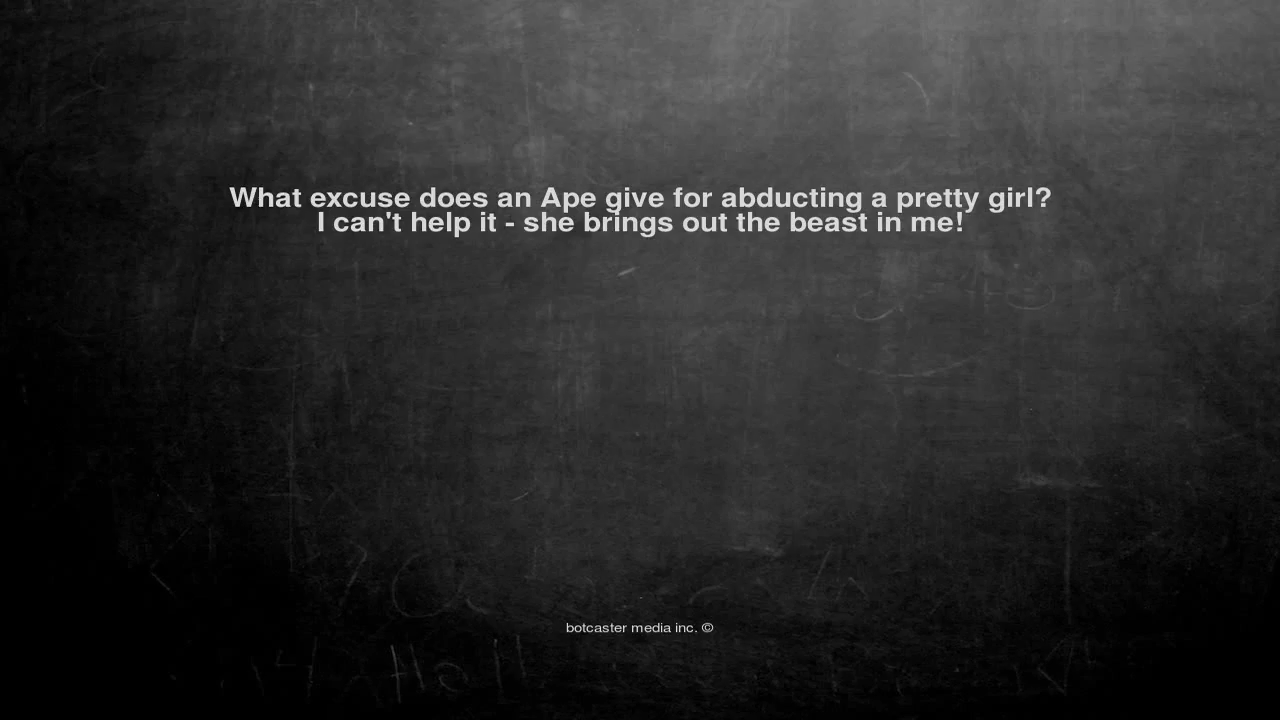 What excuse does an Ape give for abducting a pretty girl?
I can't help it - she brings out the beast in me!
botcaster media inc. ©